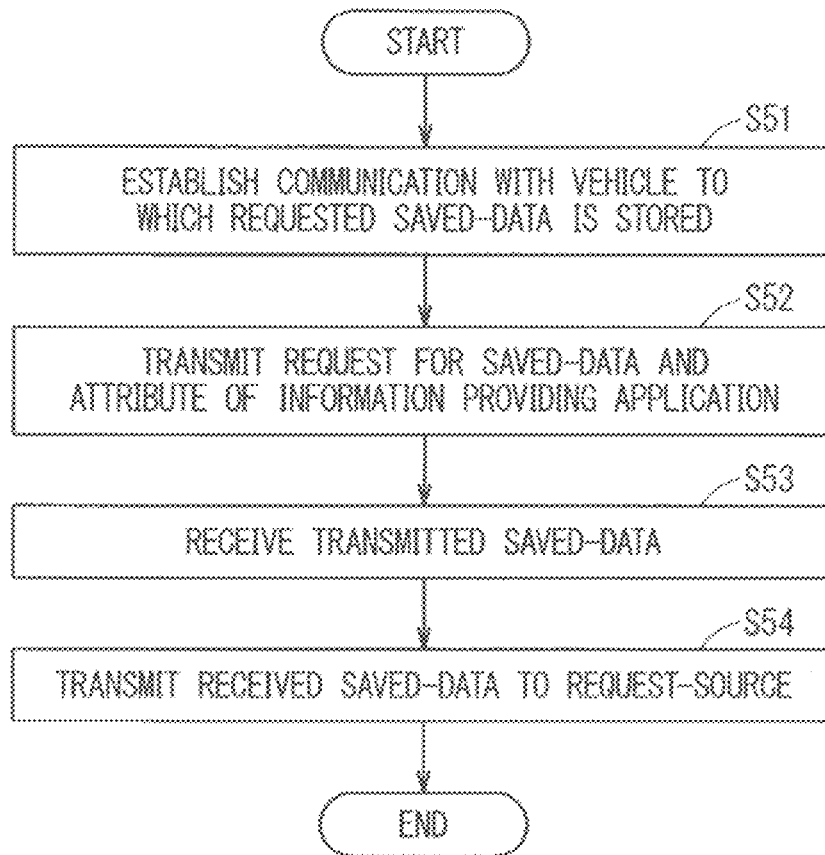 START
S51
ESTABLISH COMMUNICATION WITH VEHICLE TO
WHICH REQUESTED SAVED-DATA IS STORED
S52
TRANSMIT REQUEST FOR SAVED-DATA AND
ATTRIBUTE OF INFORMATION PROVIDING APPLICATION
S53
RECEIVE TRANSMITTED SAVED-DATA
S54
TRANSMIT RECEIVED SAVED-DATA TO REQUEST-SOURCE
END